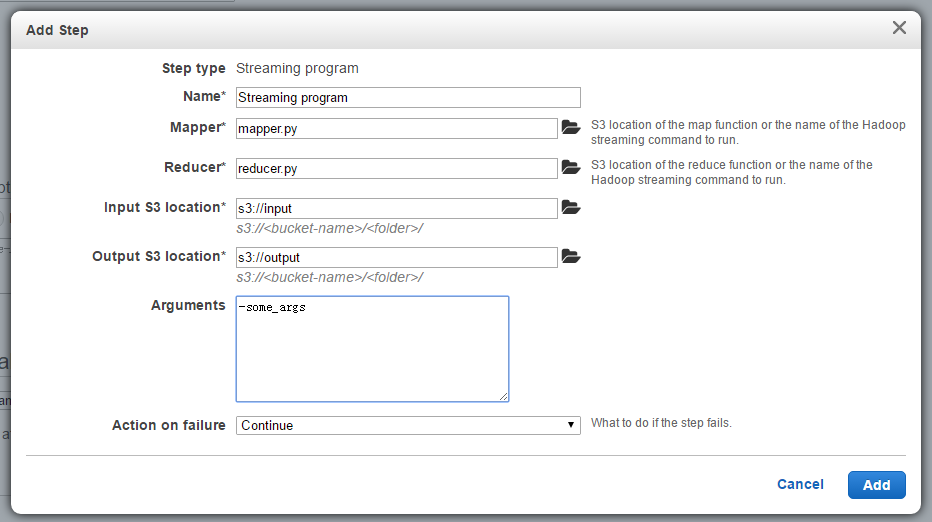 Add Step
Step type Streaming program
Name* Streaming program
Mapper* mapper.py
S3 location of the map function or the name of the Hadoop
streaming command to run.
Reducer* reducer.py
S3 location of the reduce function or the name of the
Hadoop streaming command to run.
Input S3 location* s3://input
s3://<bucket-name>/<folder>/
Output S3 location* s3://output
s3://<bucket-name>/<folder>/
Arguments -some_args
Action on failure Continue What to do if the step fails.
Cancel Add